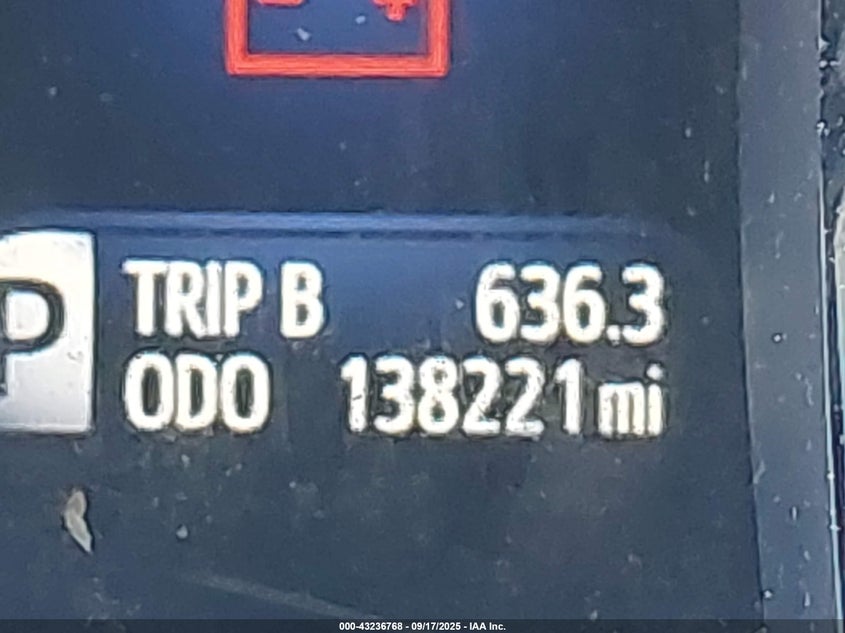 TRIP B 636.3
P
ODO 138221 mi
000-43236768 - 09/17/2025 - IAA Inc.